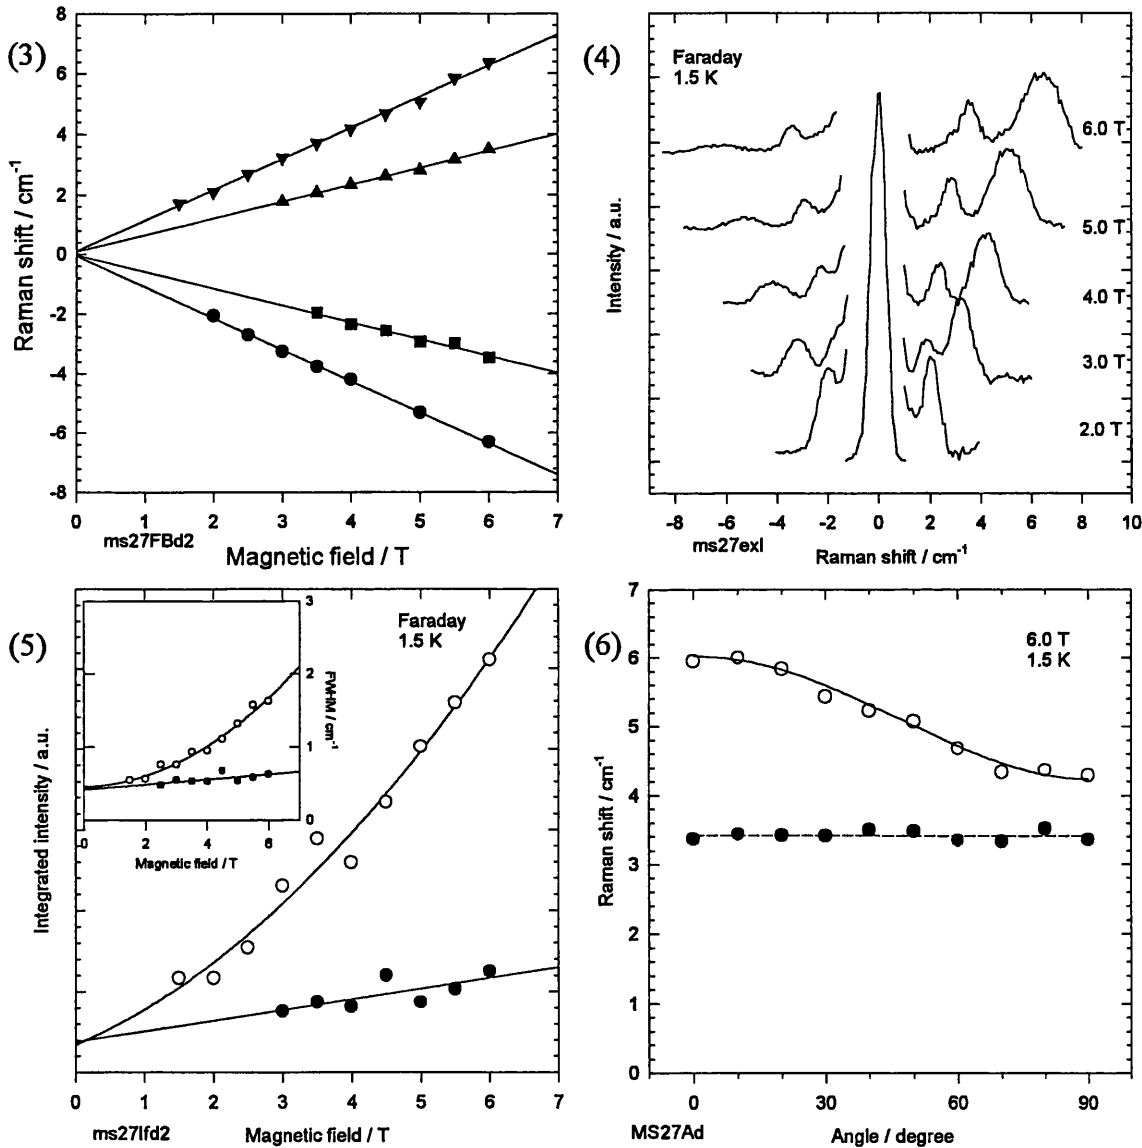 (3)
8
6
4
2
0
-2
-4
-6
-8
Raman shift / cm-1
0 1 2 3 4 5 6 7
ms27FBd2
Magnetic field / T
(4)
Faraday
1.5 K
6.0 T
5.0 T
4.0 T
3.0 T
2.0 T
Intensity / a.u.
-8 -6 -4 -2 0 2 4 6 8 10
ms27exl
Raman shift / cm-1
(5)
Faraday
1.5 K
3
2
1
0
FWHM / cm-1
0 2 4 6
Magnetic field / T
Integrated intensity / a.u.
0 1 2 3 4 5 6 7
ms27Ifd2
Magnetic field / T
(6)
6.0 T
1.5 K
7
6
5
4
3
2
1
0
Raman shift / cm-1
0 30 60 90
MS27Ad
Angle / degree